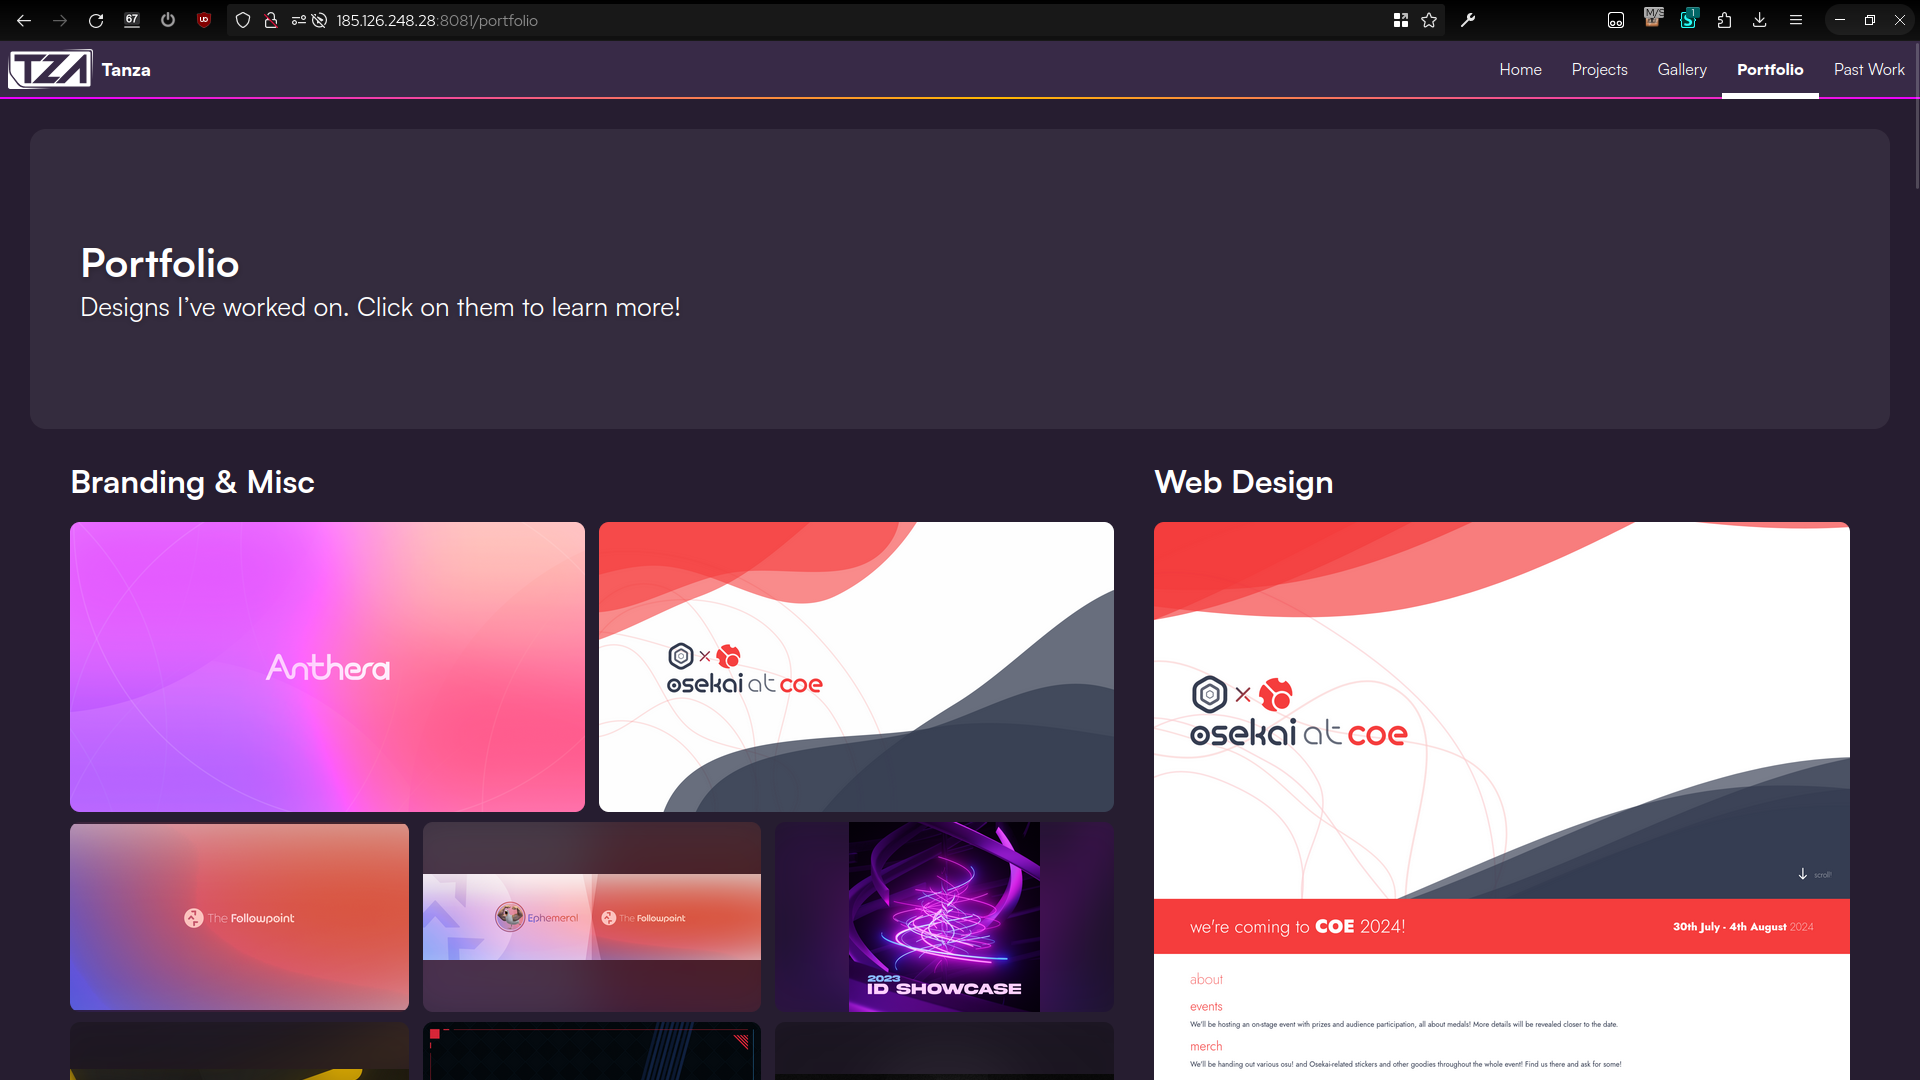 67
185.126.248.28:8081/portfolio
1
TZA Tanza
Home Projects Gallery Portfolio Past Work
Portfolio
Designs I’ve worked on. Click on them to learn more!
Branding & Misc
Web Design
Anthera
osekai at coe
osekai at coe
scroll!
we're coming to COE 2024!
30th July - 4th August 2024
The Followpoint
Ephemeral
The Followpoint
2023
ID SHOWCASE
about
events
We'll be hosting an on-stage event with prizes and audience participation, all about medals! More details will be revealed closer to the date.
merch
We'll be handing out various osu! and Osekai-related stickers and other goodies throughout the whole event! Find us there and ask for some!